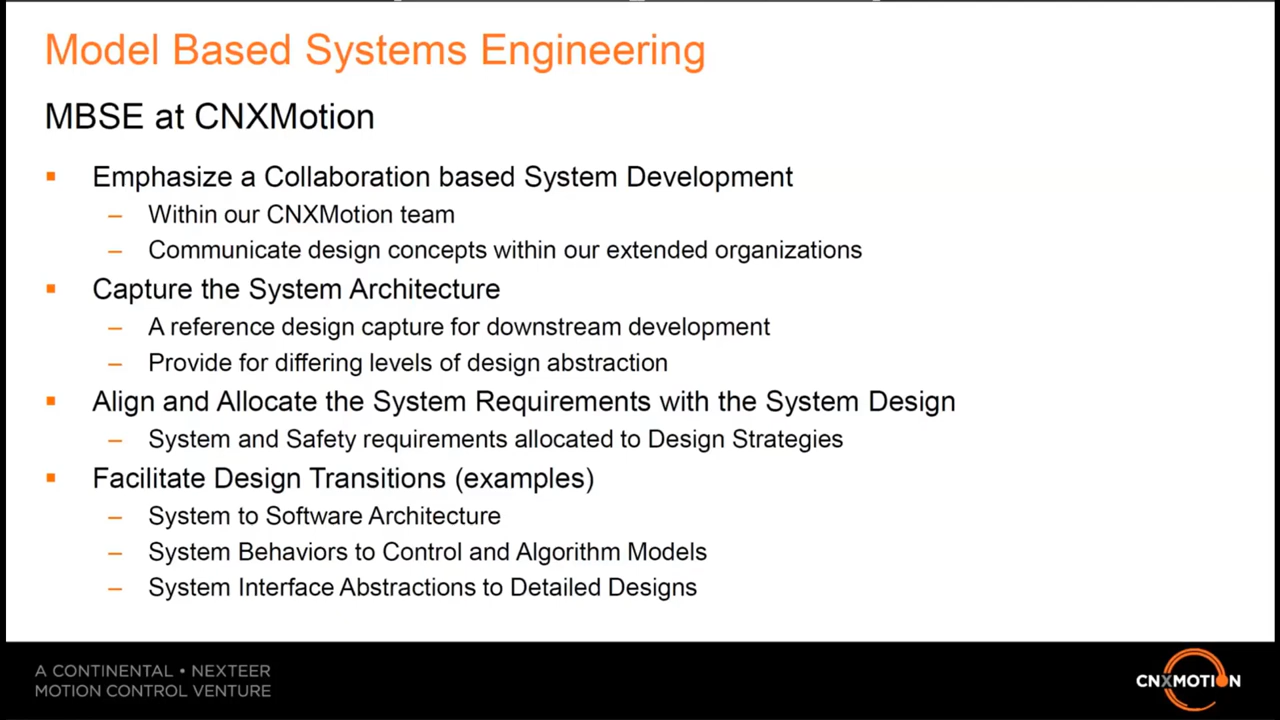 Model Based Systems Engineering
MBSE at CNXMotion
▪ Emphasize a Collaboration based System Development
– Within our CNXMotion team
– Communicate design concepts within our extended organizations
▪ Capture the System Architecture
– A reference design capture for downstream development
– Provide for differing levels of design abstraction
▪ Align and Allocate the System Requirements with the System Design
– System and Safety requirements allocated to Design Strategies
▪ Facilitate Design Transitions (examples)
– System to Software Architecture
– System Behaviors to Control and Algorithm Models
– System Interface Abstractions to Detailed Designs
A CONTINENTAL • NEXTEER
MOTION CONTROL VENTURE
CNXMOTION